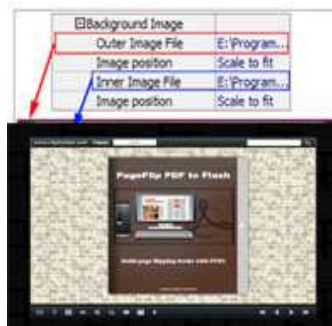 Background Image
Outer Image File E:\Program...
Image position Scale to fit
Inner Image File E:\Program...
Image position Scale to fit
PageFlip PDF to Flash